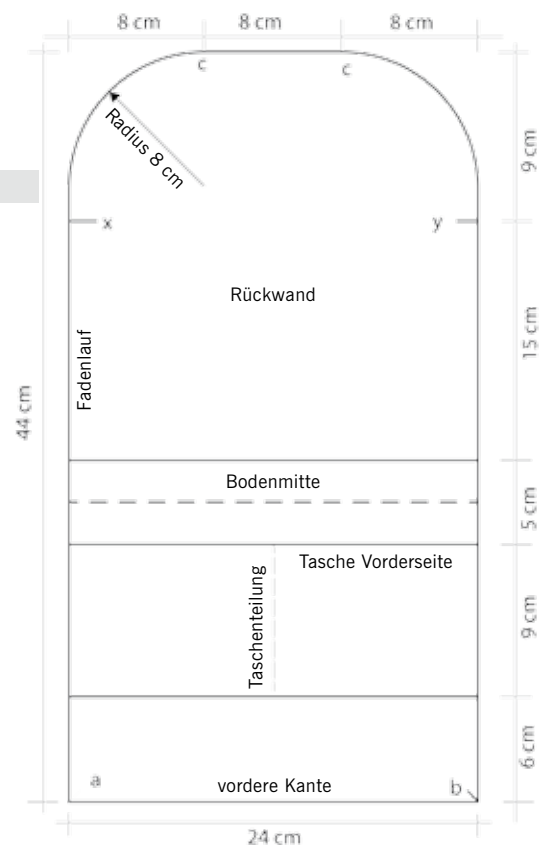 8 cm 8 cm 8 cm
c c
Radius 8 cm
9 cm
x y
Rückwand
Fadenlauf
15 cm
44 cm
Bodenmitte
5 cm
Tasche Vorderseite
Taschenteilung
9 cm
a b
vordere Kante
6 cm
24 cm